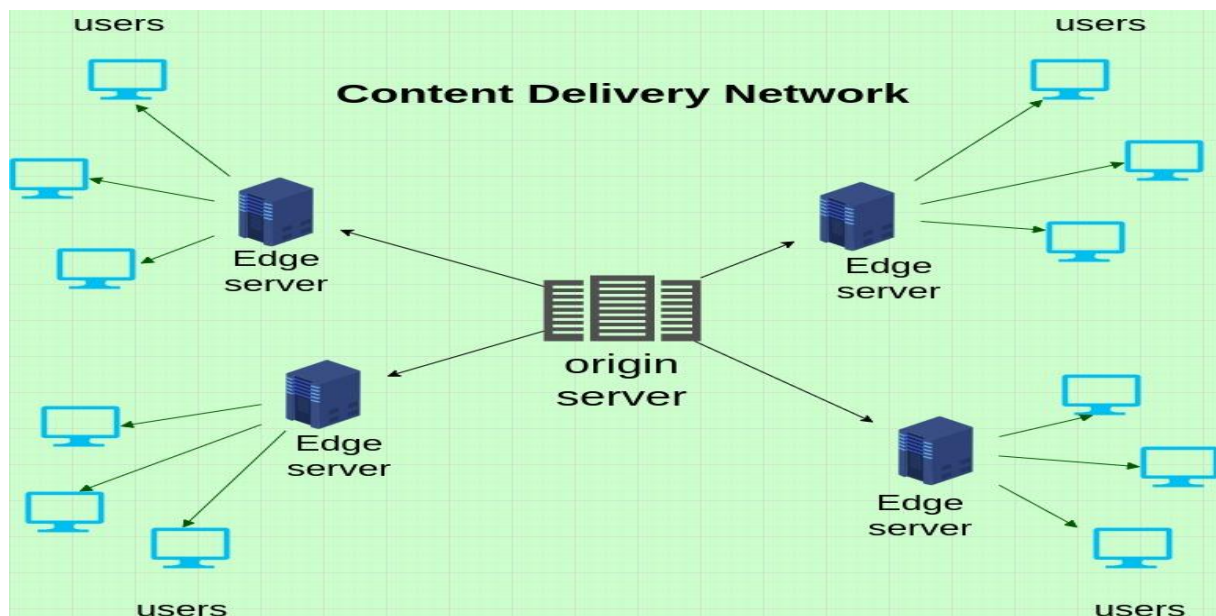 users
users
Content Delivery Network
Edge
server
Edge
server
origin
server
Edge
server
Edge
server
users
users